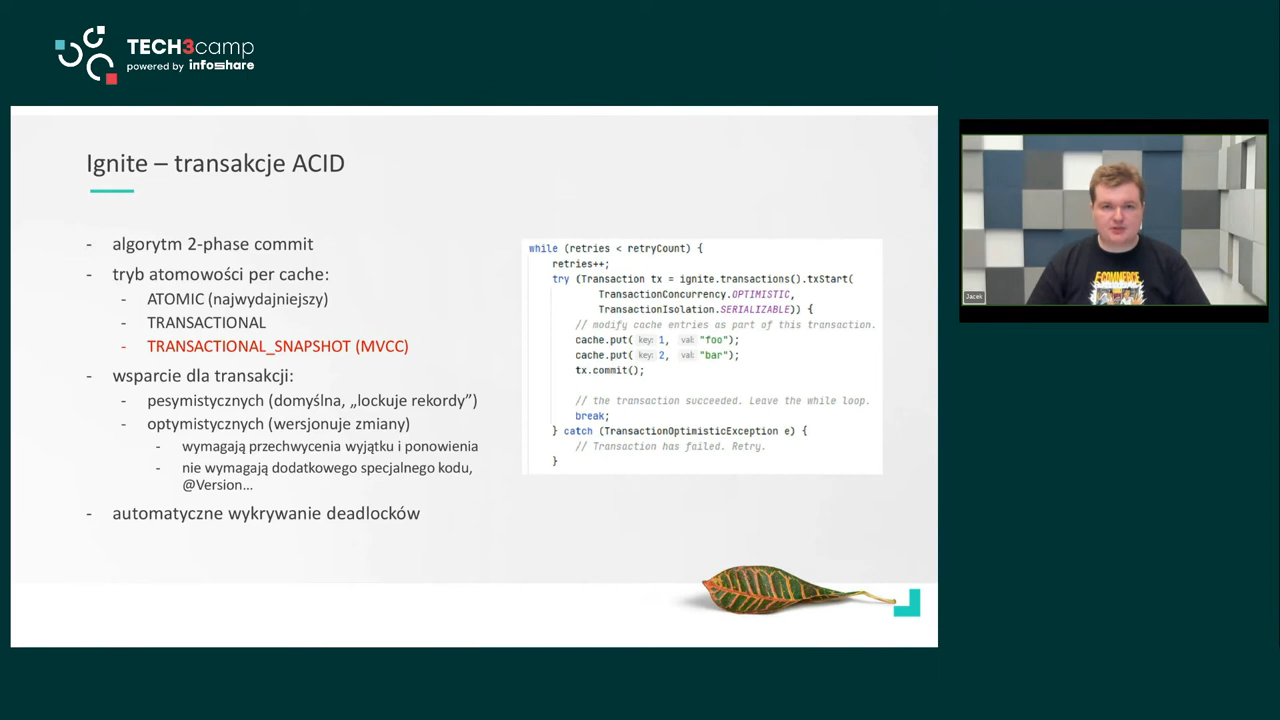 TECH3camp
powered by infoshare
Ignite – transakcje ACID
- algorytm 2-phase commit
- tryb atomowości per cache:
- ATOMIC (najwydajniejszy)
- TRANSACTIONAL
- TRANSACTIONAL_SNAPSHOT (MVCC)
- wsparcie dla transakcji:
- pesymistycznych (domyślna, „lockuje rekordy”)
- optymistycznych (wersjonuje zmiany)
- wymagają przechwycenia wyjątku i ponowienia
- nie wymagają dodatkowego specjalnego kodu,
@Version...
- automatyczne wykrywanie deadlocków
while (retries < retryCount) {
retries++;
try (Transaction tx = ignite.transactions().txStart(
TransactionConcurrency.OPTIMISTIC,
TransactionIsolation.SERIALIZABLE)) {
// modify cache entries as part of this transaction.
cache.put( key: 1, val: "foo");
cache.put( key: 2, val: "bar");
tx.commit();
// the transaction succeeded. Leave the while loop.
break;
} catch (TransactionOptimisticException e) {
// Transaction has failed. Retry.
}
Jacek
E-COMMERCE